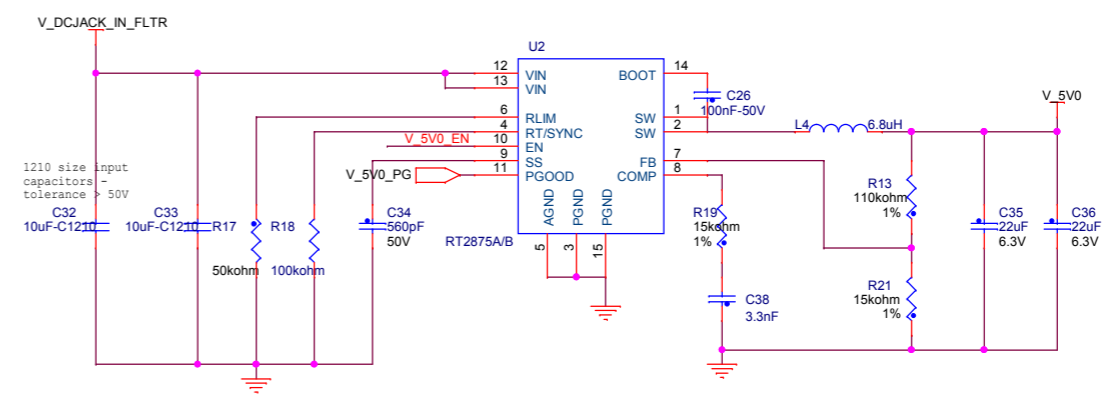 V_DCJACK_IN_FLTR
U2
12 VIN
13 VIN
6 RLIM
4 RT/SYNC
V_5V0_EN 10 EN
9 SS
V_5V0_PG 11 PGOOD
BOOT 14
SW 1
SW 2
FB 7
COMP 8
AGND PGND PGND
5 3 15
RT2875A/B
C26
100nF-50V
L4 6.8uH
V_5V0
1210 size input
capacitors -
tolerance > 50V
C32
10uF-C1210
C33
10uF-C1210
R17
50kohm
R18
100kohm
C34
560pF
50V
R19
15kohm
1%
C38
3.3nF
R13
110kohm
1%
R21
15kohm
1%
C35
22uF
6.3V
C36
22uF
6.3V